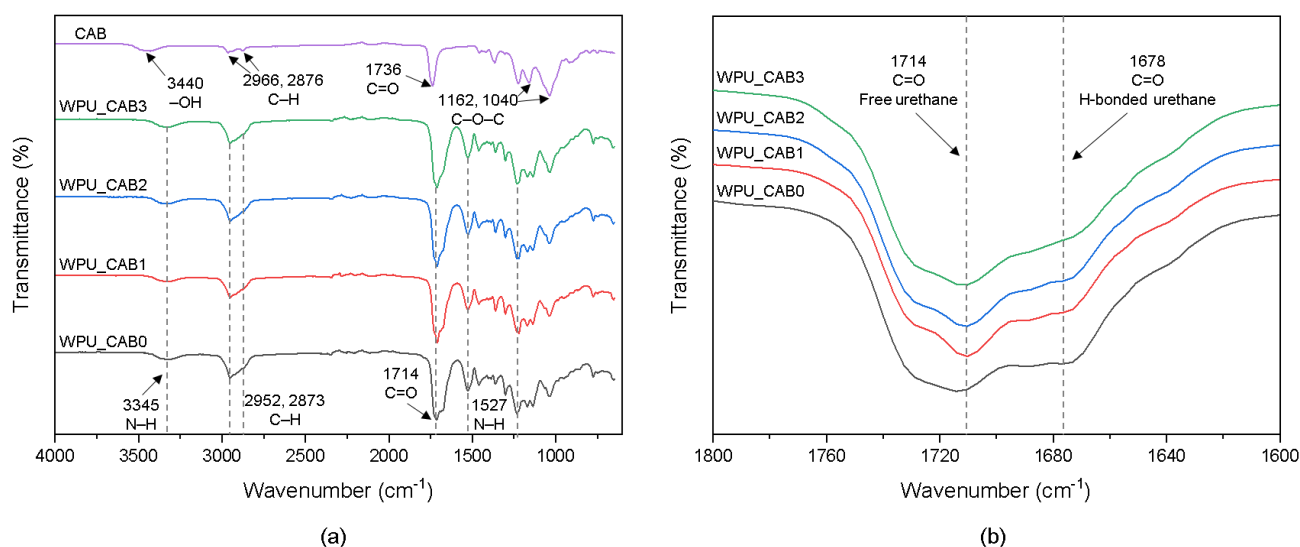 CAB
3440
–OH
2966, 2876
C–H
1736
C=O
1162, 1040
C–O–C
WPU_CAB3
WPU_CAB2
WPU_CAB1
WPU_CAB0
3345
N–H
2952, 2873
C–H
1714
C=O
1527
N–H
Transmittance (%)
4000 3500 3000 2500 2000 1500 1000
Wavenumber (cm⁻¹)
(a)
1714
C=O
Free urethane
1678
C=O
H-bonded urethane
WPU_CAB3
WPU_CAB2
WPU_CAB1
WPU_CAB0
Transmittance (%)
1800 1760 1720 1680 1640 1600
Wavenumber (cm⁻¹)
(b)